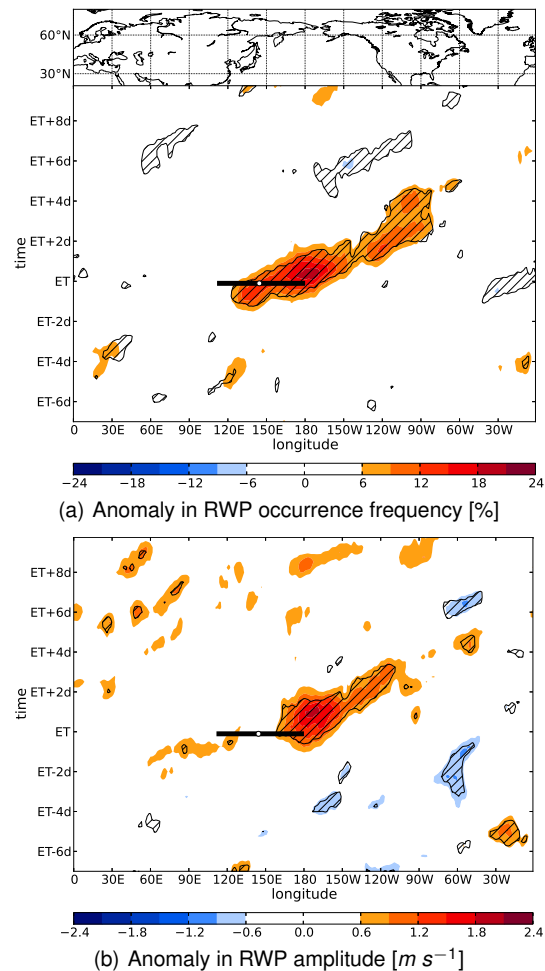 60°N
30°N
ET+8d
ET+6d
ET+4d
ET+2d
ET
ET-2d
ET-4d
ET-6d
time
0 30E 60E 90E 120E 150E 180 150W 120W 90W 60W 30W
longitude
−24 −18 −12 −6 0 6 12 18 24
(a) Anomaly in RWP occurrence frequency [%]
ET+8d
ET+6d
ET+4d
ET+2d
ET
ET-2d
ET-4d
ET-6d
time
0 30E 60E 90E 120E 150E 180 150W 120W 90W 60W 30W
longitude
−2.4 −1.8 −1.2 −0.6 0.0 0.6 1.2 1.8 2.4
(b) Anomaly in RWP amplitude [m s⁻¹]